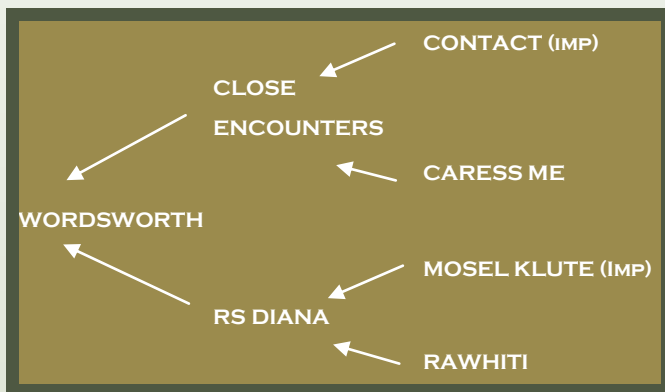 CONTACT (IMP)
CLOSE
ENCOUNTERS
CARESS ME
WORDSWORTH
MOSEL KLUTE (IMP)
RS DIANA
RAWHITI